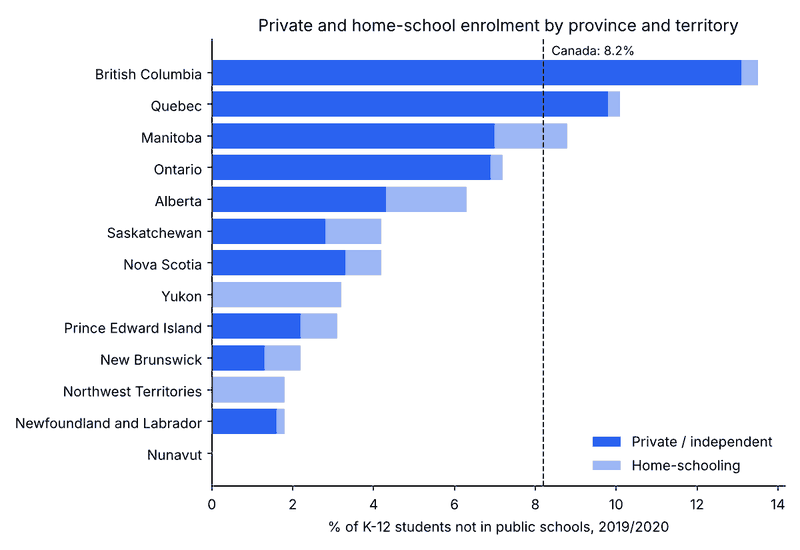 Private and home-school enrolment by province and territory
Canada: 8.2%
British Columbia
Quebec
Manitoba
Ontario
Alberta
Saskatchewan
Nova Scotia
Yukon
Prince Edward Island
New Brunswick
Northwest Territories
Newfoundland and Labrador
Nunavut
Private / independent
Home-schooling
0 2 4 6 8 10 12 14
% of K-12 students not in public schools, 2019/2020